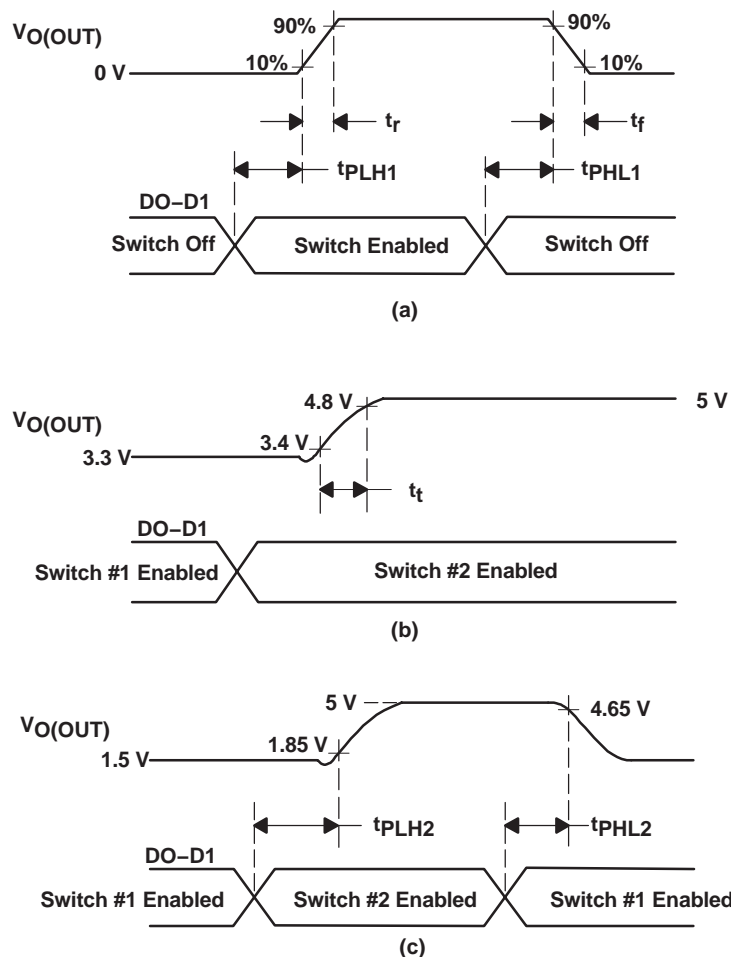 VO(OUT)
90%
90%
10%
10%
0 V
tr
tf
tPLH1
tPHL1
DO–D1
Switch Off
Switch Enabled
Switch Off
(a)
4.8 V
5 V
VO(OUT)
3.4 V
3.3 V
tt
DO–D1
Switch #1 Enabled
Switch #2 Enabled
(b)
5 V
4.65 V
VO(OUT)
1.85 V
1.5 V
tPLH2
tPHL2
DO–D1
Switch #1 Enabled
Switch #2 Enabled
Switch #1 Enabled
(c)